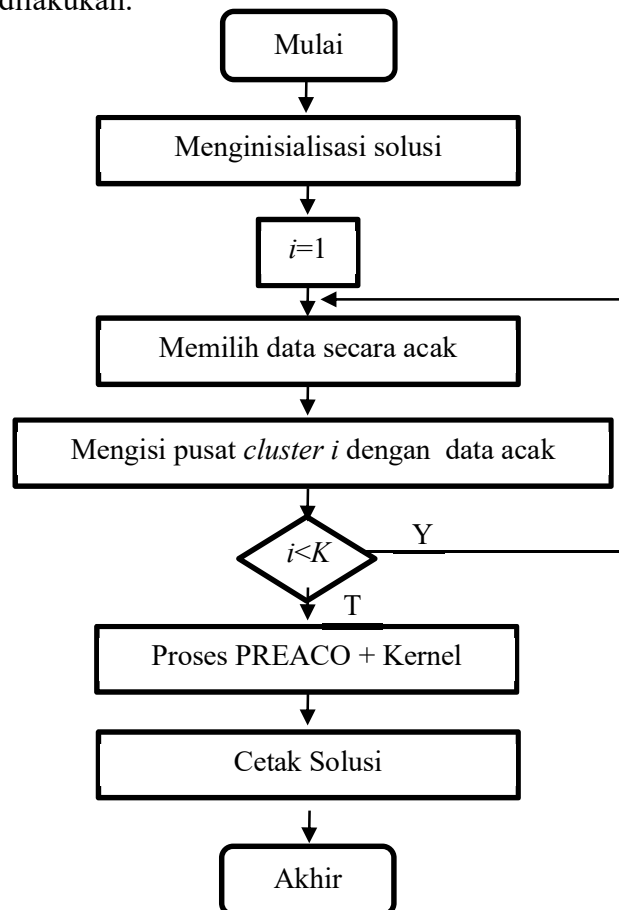 dilakukan.
Mulai
Menginisialisasi solusi
i=1
Memilih data secara acak
Mengisi pusat cluster i dengan data acak
i<K
Y
T
Proses PREACO + Kernel
Cetak Solusi
Akhir